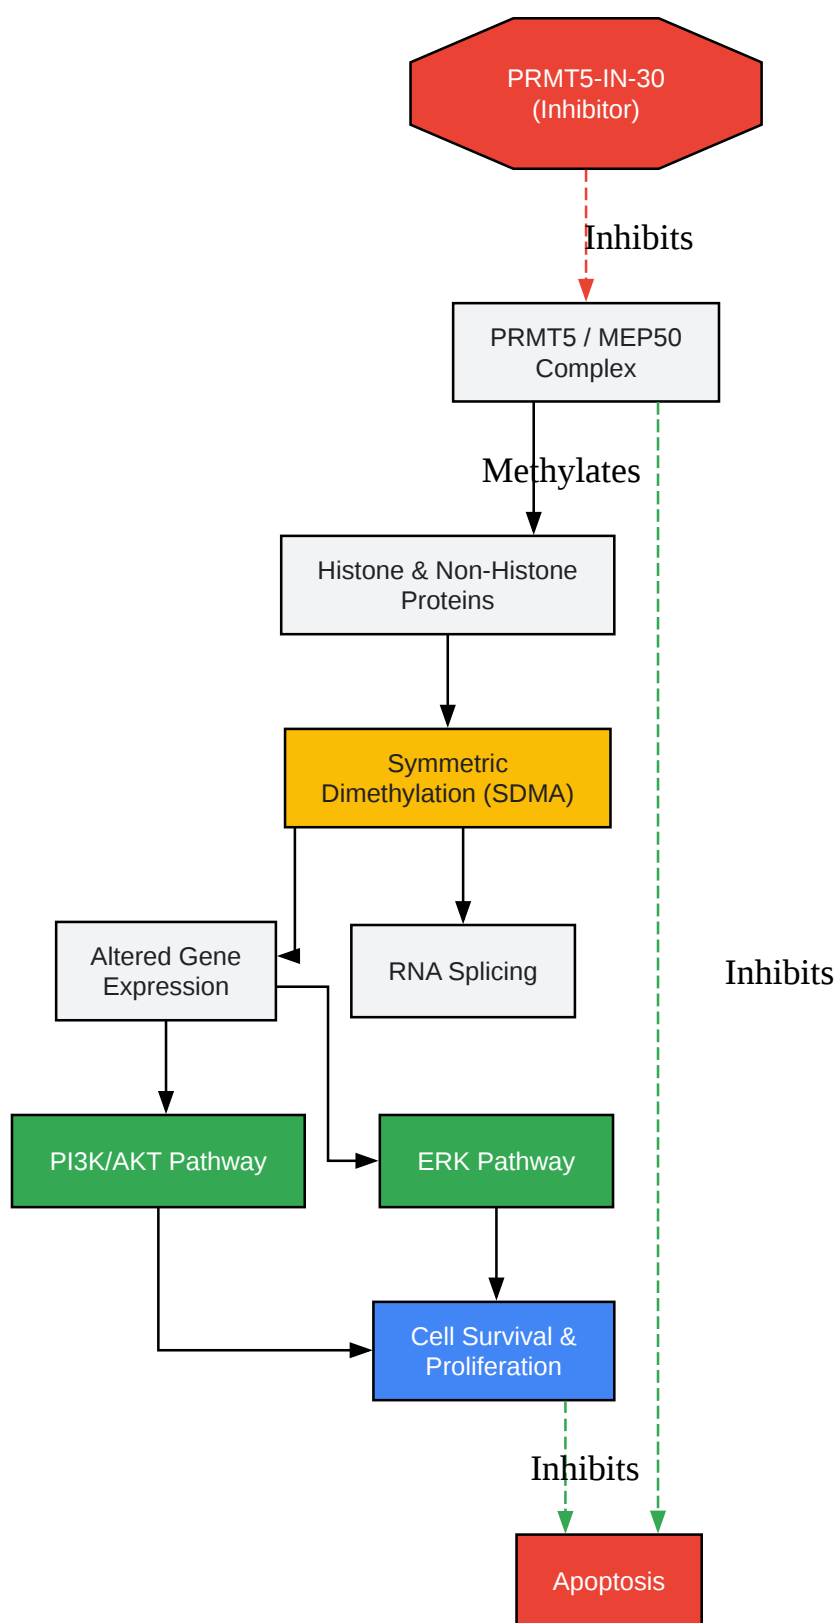 PRMT5-IN-30
(Inhibitor)
Inhibits
PRMT5 / MEP50
Complex
Methylates
Histone & Non-Histone
Proteins
Symmetric
Dimethylation (SDMA)
Altered Gene
Expression
RNA Splicing
Inhibits
PI3K/AKT Pathway
ERK Pathway
Cell Survival &
Proliferation
Inhibits
Apoptosis